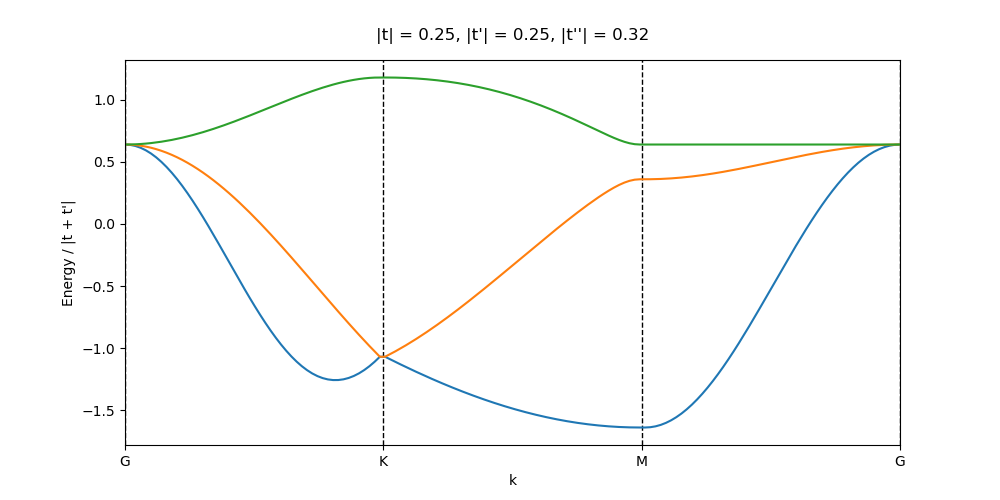 |t| = 0.25, |t'| = 0.25, |t''| = 0.32
Energy / |t + t'|
1.0
0.5
0.0
−0.5
−1.0
−1.5
G
K
M
G
k